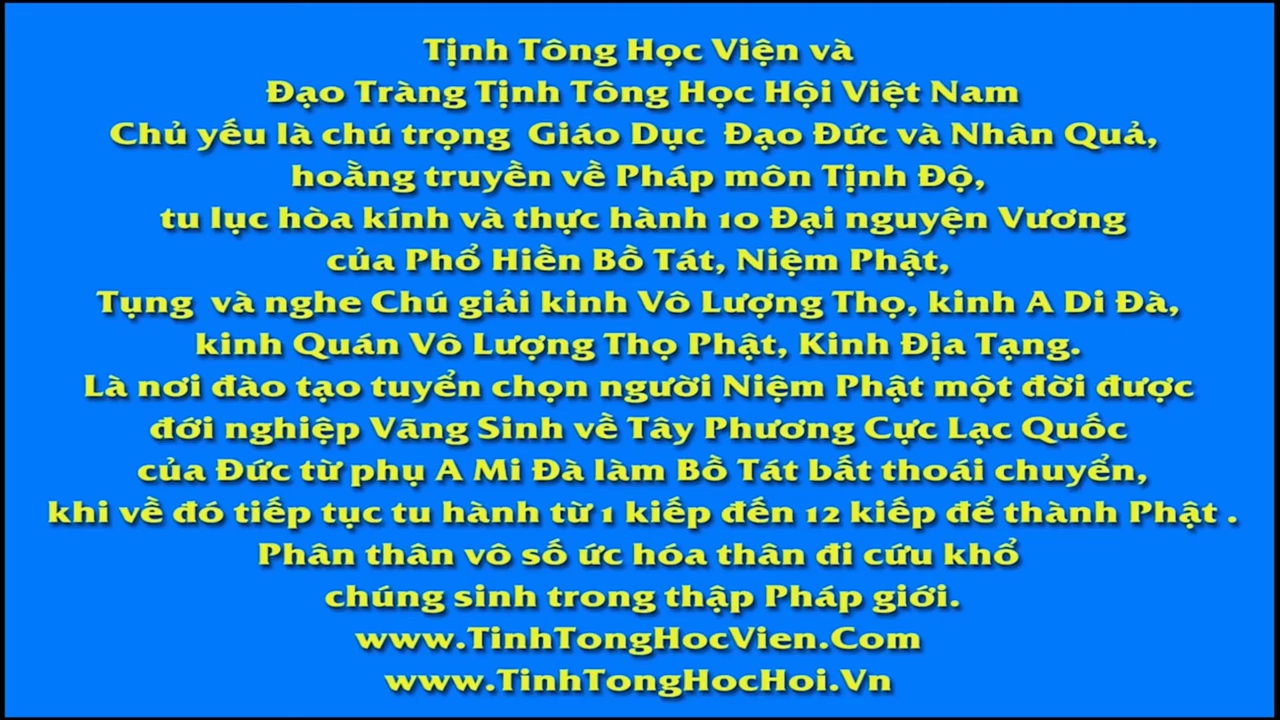 Tịnh Tông Học Viện và
Đạo Tràng Tịnh Tông Học Hội Việt Nam
Chủ yếu là chú trọng Giáo Dục Đạo Đức và Nhân Quả,
hoằng truyền về Pháp môn Tịnh Độ,
tu lục hòa kính và thực hành 10 Đại nguyện Vương
của Phổ Hiền Bồ Tát, Niệm Phật,
Tụng và nghe Chú giải kinh Vô Lượng Thọ, kinh A Di Đà,
kinh Quán Vô Lượng Thọ Phật, Kinh Địa Tạng.
Là nơi đào tạo tuyển chọn người Niệm Phật một đời được
đới nghiệp Vãng Sinh về Tây Phương Cực Lạc Quốc
của Đức từ phụ A Mi Đà làm Bồ Tát bất thoái chuyển,
khi về đó tiếp tục tu hành từ 1 kiếp đến 12 kiếp để thành Phật .
Phân thân vô số ức hóa thân đi cứu khổ
chúng sinh trong thập Pháp giới.
www.TinhTongHocVien.Com
www.TinhTongHocHoi.Vn